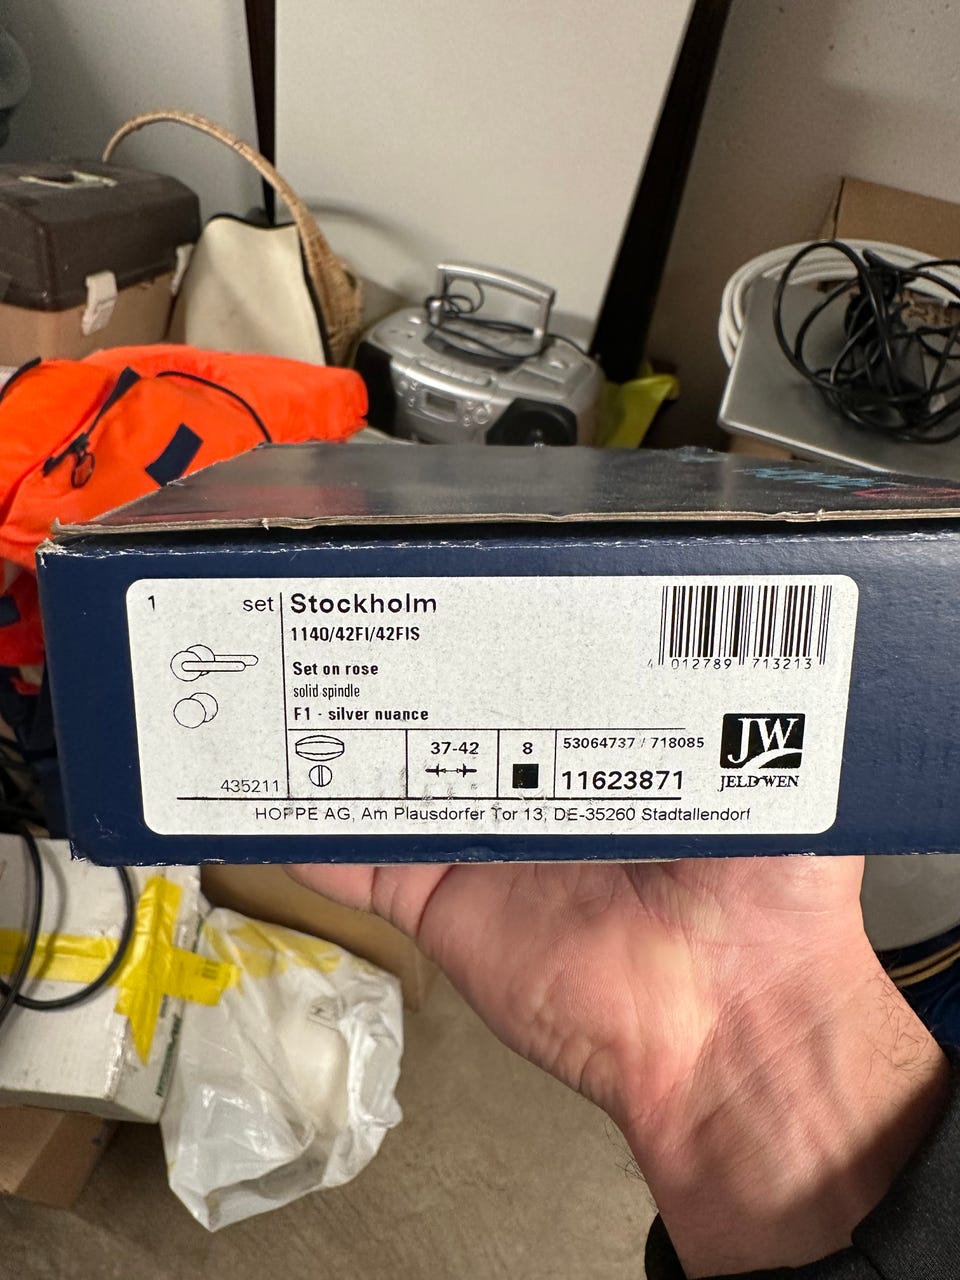 1 set
Stockholm
1140/42FI/42FIS
Set on rose
solid spindle
F1 - silver nuance
4 012789 713213
435211
37-42
8
53064737 / 718085
11623871
JW
JELD-WEN
HOPPE AG, Am Plausdorfer Tor 13, DE-35260 Stadtallendorf